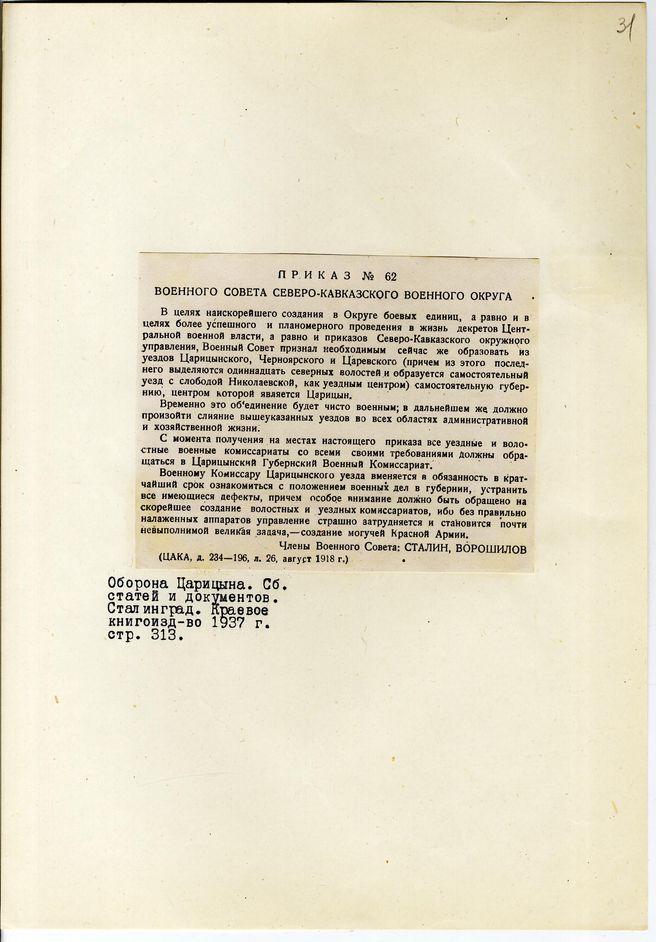 31
ПРИКАЗ № 62
ВОЕННОГО СОВЕТА СЕВЕРО-КАВКАЗСКОГО ВОЕННОГО ОКРУГА
В целях наискорейшего создания в Округе боевых единиц, а равно и в
целях более успешного и планомерного проведения в жизнь декретов Цент-
ральной военной власти, а равно и приказов Северо-Кавказского окружного
управления, Военный Совет признал необходимым сейчас же образовать из
уездов Царицынского, Черноярского и Царевского (причем из этого послед-
него выделяются одиннадцать северных волостей и образуется самостоятельный
уезд с слободой Николаевской, как уездным центром) самостоятельную губер-
нию, центром которой является Царицын.
Временно это об'единение будет чисто военным; в дальнейшем же должно
произойти слияние вышеуказанных уездов во всех областях административной
и хозяйственной жизни.
С момента получения на местах настоящего приказа все уездные и воло-
стные военные комиссариаты со всеми своими требованиями должны обра-
щаться в Царицынский Губернский Военный Комиссариат.
Военному Комиссару Царицынского уезда вменяется в обязанность в крат-
чайший срок ознакомиться с положением военных дел в губернии, устранить
все имеющиеся дефекты, причем особое внимание должно быть обращено на
скорейшее создание волостных и уездных комиссариатов, ибо без правильно
налаженных аппаратов управление страшно затрудняется и становится почти
невыполнимой великая задача,—создание могучей Красной Армии.
Члены Военного Совета: СТАЛИН, ВОРОШИЛОВ
(ЦАКА, д. 234—196, л. 26, август 1918 г.)
Оборона Царицына. Сб.
статей и документов.
Сталинград. Краевое
книгоизд-во 1937 г.
стр. 313.